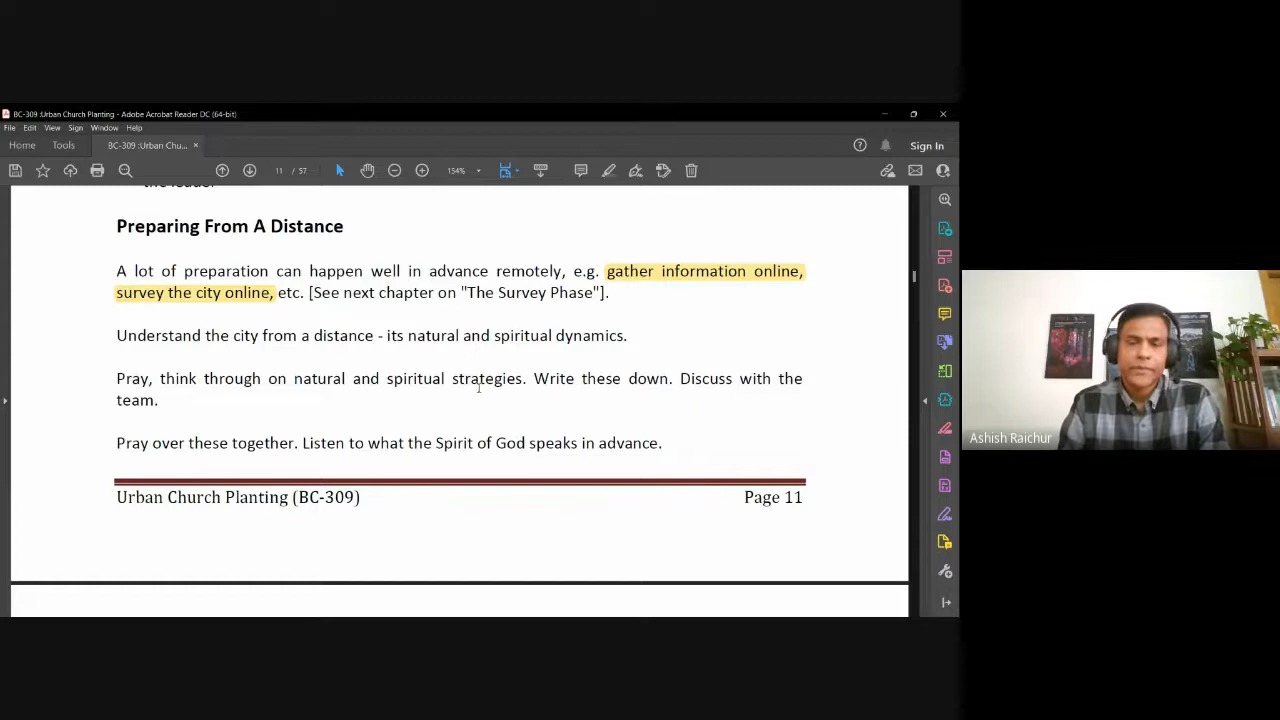 BC-309 :Urban Church Planting - Adobe Acrobat Reader DC (64-bit)
File Edit View Sign Window Help
Home Tools BC-309 :Urban Chu... × Sign In
11 / 57 154%
the leader
Preparing From A Distance
A lot of preparation can happen well in advance remotely, e.g. gather information online,
survey the city online, etc. [See next chapter on "The Survey Phase"].
Understand the city from a distance - its natural and spiritual dynamics.
Pray, think through on natural and spiritual strategies. Write these down. Discuss with the
team.
Pray over these together. Listen to what the Spirit of God speaks in advance.
Urban Church Planting (BC-309) Page 11
Ashish Raichur